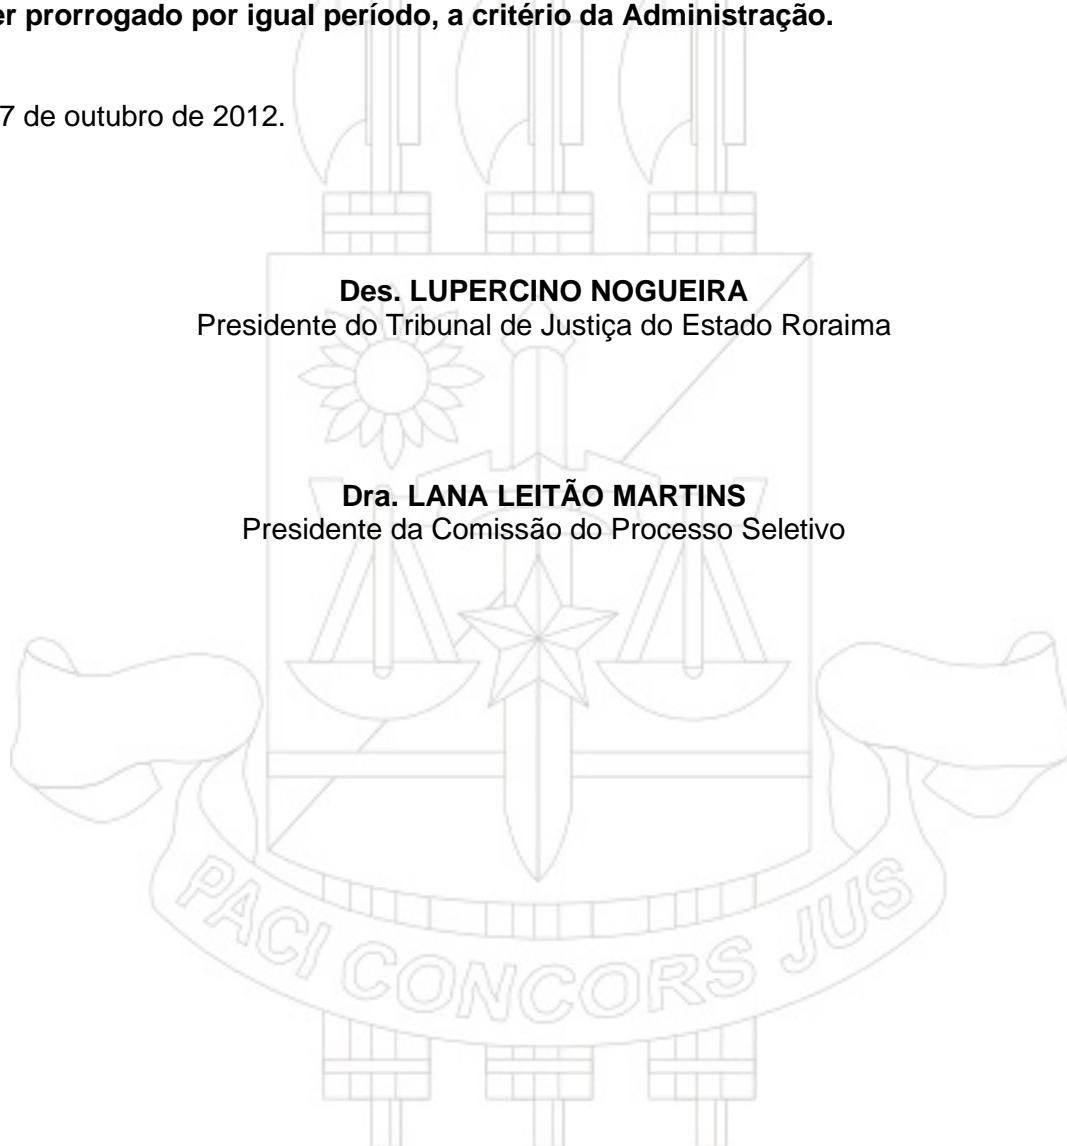 er prorrogado por igual período, a critério da Administração.
7 de outubro de 2012.
Des. LUPERCINO NOGUEIRA
Presidente do Tribunal de Justiça do Estado Roraima
Dra. LANA LEITÃO MARTINS
Presidente da Comissão do Processo Seletivo
PACI CONCORS JUS